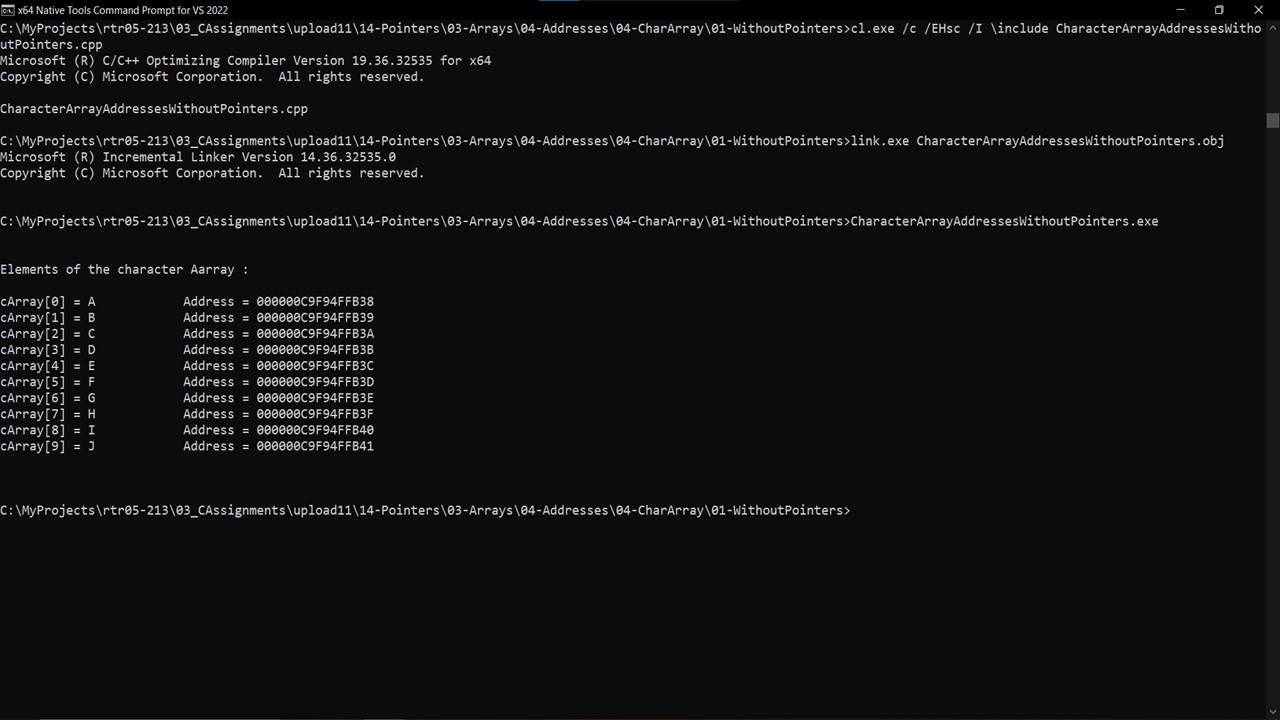 x64 Native Tools Command Prompt for VS 2022
C:\MyProjects\rtr05-213\03_CAssignments\upload11\14-Pointers\03-Arrays\04-Addresses\04-CharArray\01-WithoutPointers>cl.exe /c /EHsc /I \include CharacterArrayAddressesWitho
utPointers.cpp
Microsoft (R) C/C++ Optimizing Compiler Version 19.36.32535 for x64
Copyright (C) Microsoft Corporation.  All rights reserved.

CharacterArrayAddressesWithoutPointers.cpp

C:\MyProjects\rtr05-213\03_CAssignments\upload11\14-Pointers\03-Arrays\04-Addresses\04-CharArray\01-WithoutPointers>link.exe CharacterArrayAddressesWithoutPointers.obj
Microsoft (R) Incremental Linker Version 14.36.32535.0
Copyright (C) Microsoft Corporation.  All rights reserved.

C:\MyProjects\rtr05-213\03_CAssignments\upload11\14-Pointers\03-Arrays\04-Addresses\04-CharArray\01-WithoutPointers>CharacterArrayAddressesWithoutPointers.exe

Elements of the character Aarray :

cArray[0] = A           Address = 000000C9F94FFB38
cArray[1] = B           Address = 000000C9F94FFB39
cArray[2] = C           Address = 000000C9F94FFB3A
cArray[3] = D           Address = 000000C9F94FFB3B
cArray[4] = E           Address = 000000C9F94FFB3C
cArray[5] = F           Address = 000000C9F94FFB3D
cArray[6] = G           Address = 000000C9F94FFB3E
cArray[7] = H           Address = 000000C9F94FFB3F
cArray[8] = I           Address = 000000C9F94FFB40
cArray[9] = J           Address = 000000C9F94FFB41

C:\MyProjects\rtr05-213\03_CAssignments\upload11\14-Pointers\03-Arrays\04-Addresses\04-CharArray\01-WithoutPointers>